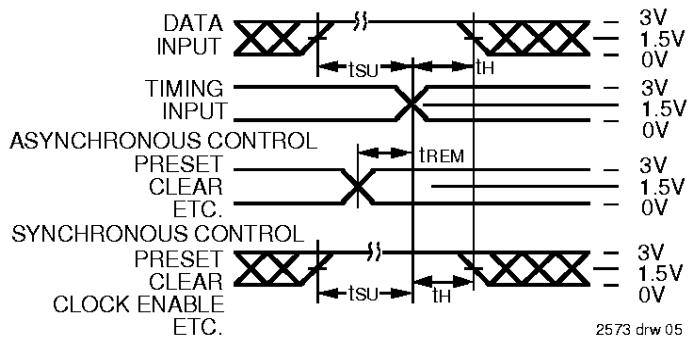 DATA INPUT
3V
1.5V
0V
tSU
tH
TIMING INPUT
3V
1.5V
0V
ASYNCHRONOUS CONTROL
tREM
PRESET
CLEAR
ETC.
3V
1.5V
0V
SYNCHRONOUS CONTROL
PRESET
CLEAR
CLOCK ENABLE
ETC.
3V
1.5V
0V
tSU
tH
2573 drw 05